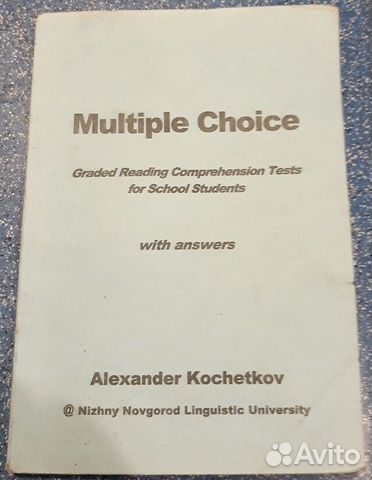 Multiple Choice
Graded Reading Comprehension Tests
for School Students
with answers
Alexander Kochetkov
@ Nizhny Novgorod Linguistic University
Avito